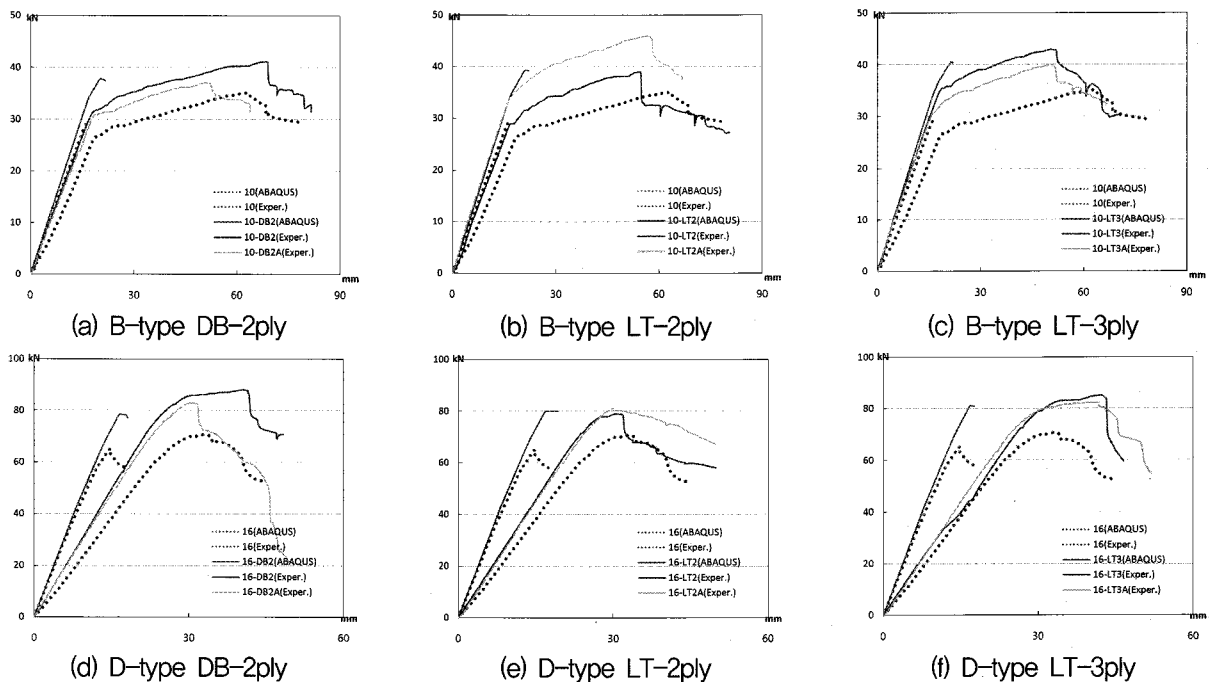 kN
50
40
30
20
10
0
10(ABAQUS)
10(Exper.)
10-DB2(ABAQUS)
10-DB2(Exper.)
10-DB2A(Exper.)
mm
0 30 60 90
(a) B-type DB-2ply
kN
50
40
30
20
10
0
10(ABAQUS)
10(Exper.)
10-LT2(ABAQUS)
10-LT2(Exper.)
10-LT2A(Exper.)
mm
0 30 60 90
(b) B-type LT-2ply
kN
50
40
30
20
10
0
10(ABAQUS)
10(Exper.)
10-LT3(ABAQUS)
10-LT3(Exper.)
10-LT3A(Exper.)
mm
0 30 60 90
(c) B-type LT-3ply
100 kN
80
60
40
20
0
16(ABAQUS)
16(Exper.)
16-DB2(ABAQUS)
16-DB2(Exper.)
16-DB2A(Exper.)
mm
0 30 60
(d) D-type DB-2ply
100 kN
80
60
40
20
0
16(ABAQUS)
16(Exper.)
16-LT2(ABAQUS)
16-LT2(Exper.)
16-LT2A(Exper.)
mm
0 30 60
(e) D-type LT-2ply
100 kN
80
60
40
20
0
16(ABAQUS)
16(Exper.)
16-LT3(ABAQUS)
16-LT3(Exper.)
16-LT3A(Exper.)
mm
0 30 60
(f) D-type LT-3ply